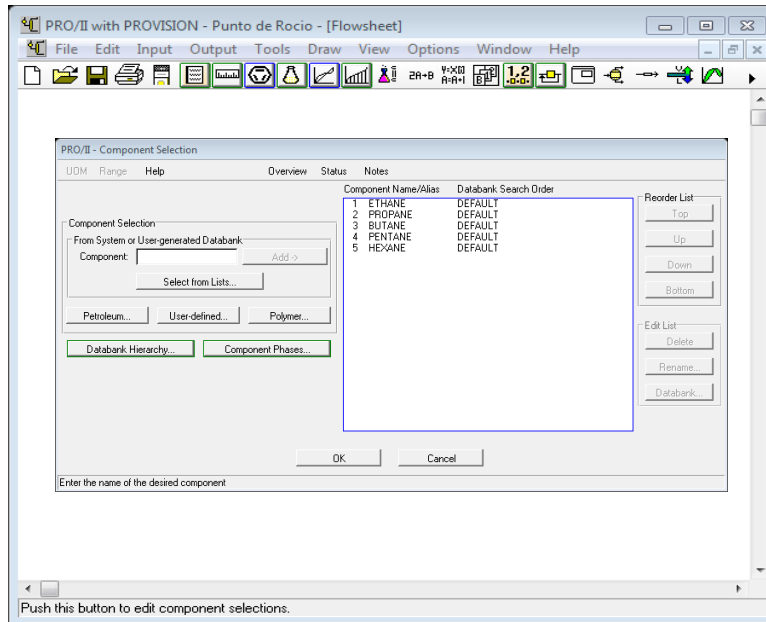 PRO/II with PROVISION - Punto de Rocio - [Flowsheet]
File Edit Input Output Tools Draw View Options Window Help
2A→B
1.2
PRO/II - Component Selection
UOM Range Help Overview Status Notes
Component Name/Alias Databank Search Order
1 ETHANE DEFAULT
2 PROPANE DEFAULT
3 BUTANE DEFAULT
4 PENTANE DEFAULT
5 HEXANE DEFAULT
Component Selection
From System or User-generated Databank
Component: Add ->
Select from Lists...
Petroleum... User-defined... Polymer...
Databank Hierarchy... Component Phases...
Reorder List
Top
Up
Down
Bottom
Edit List
Delete
Rename...
Databank...
OK Cancel
Enter the name of the desired component
Push this button to edit component selections.